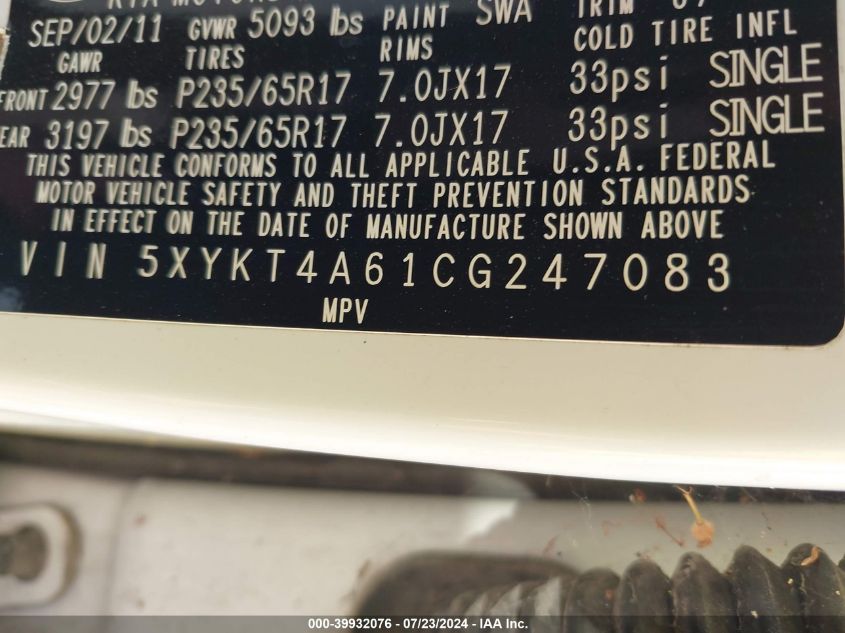 KIA MOTORS
SEP/02/11 GVWR 5093 lbs PAINT SWA TRIM
GAWR TIRES RIMS COLD TIRE INFL
FRONT 2977 lbs P235/65R17 7.0JX17 33psi SINGLE
EAR 3197 lbs P235/65R17 7.0JX17 33psi SINGLE
THIS VEHICLE CONFORMS TO ALL APPLICABLE U.S.A. FEDERAL
MOTOR VEHICLE SAFETY AND THEFT PREVENTION STANDARDS
IN EFFECT ON THE DATE OF MANUFACTURE SHOWN ABOVE
VIN 5XYKT4A61CG247083
MPV
000-39932076 / 07/23/2024 - IAA Inc.